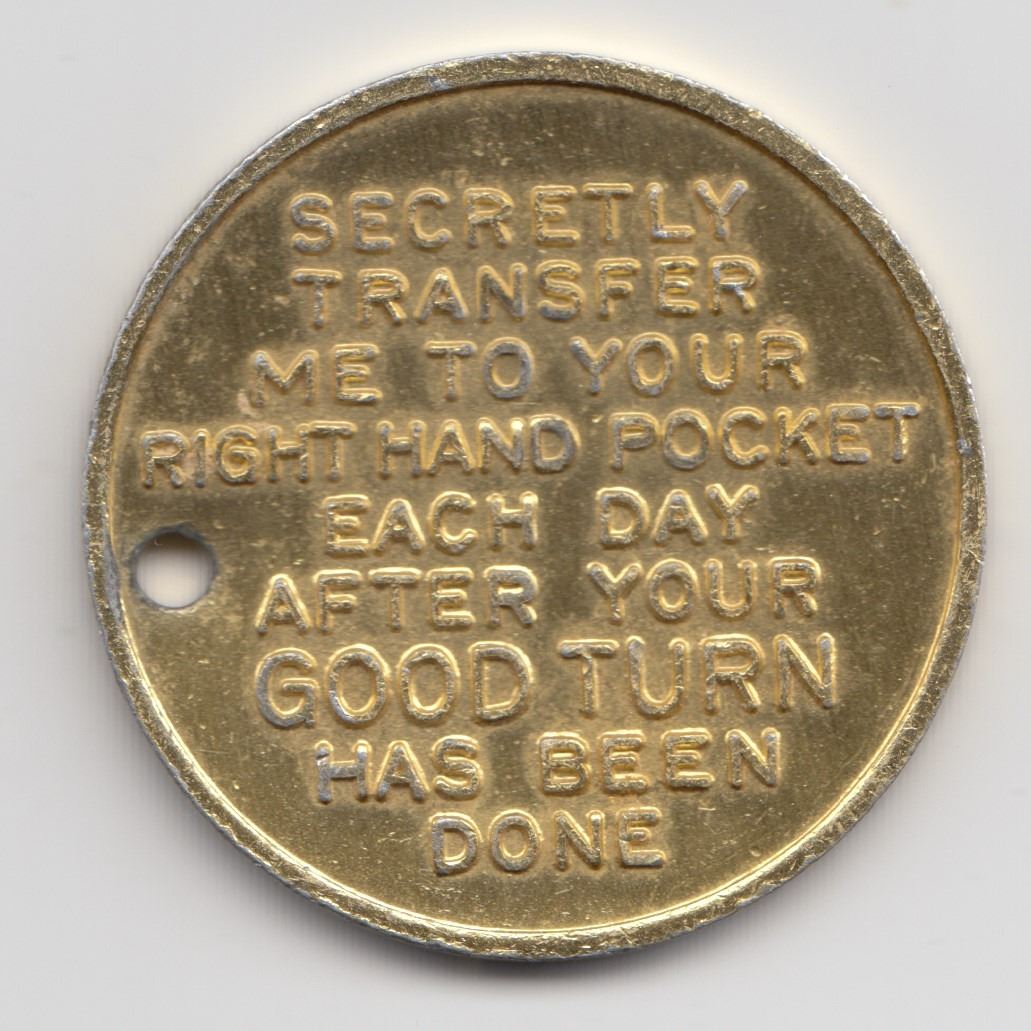 SECRETLY
TRANSFER
ME TO YOUR
RIGHT HAND POCKET
EACH DAY
AFTER YOUR
GOOD TURN
HAS BEEN
DONE